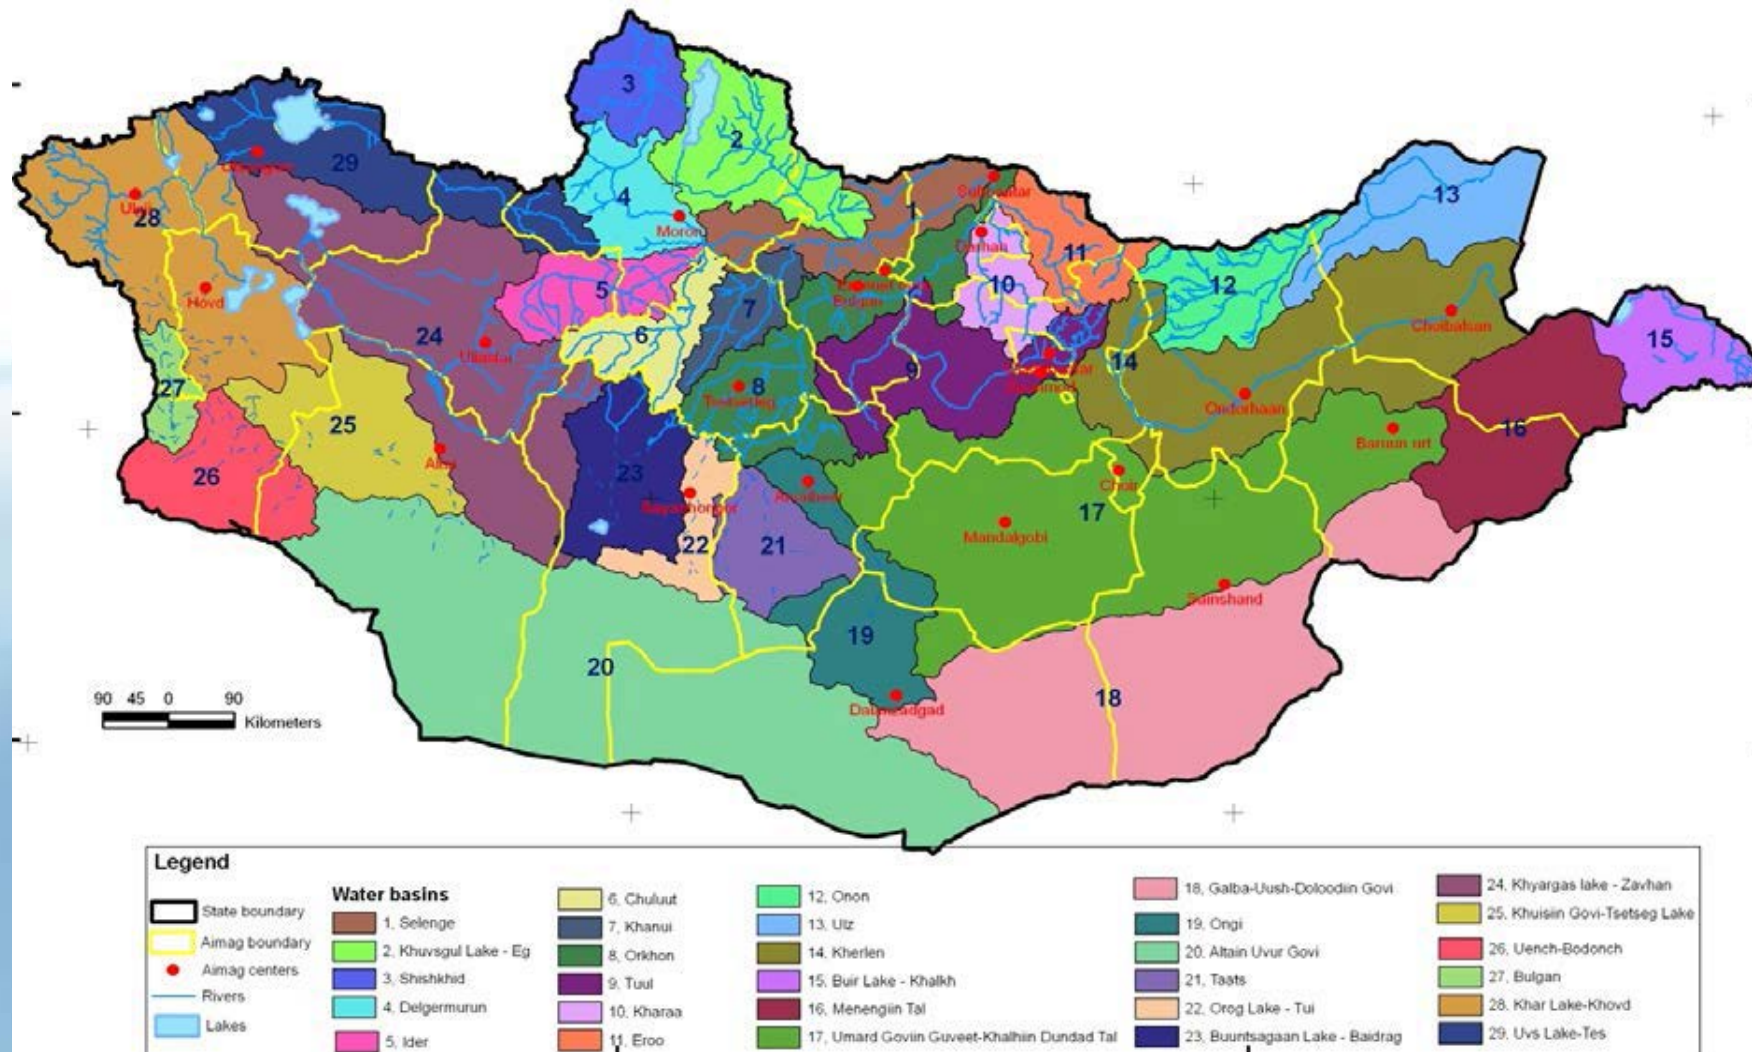 3
2
29
4
13
Moron
Suhbaatar
1
28
Darhan
11
Hovd
5
10
12
7
Bulgan
24
6
Choibalsan
15
Uliastai
14
27
8
9
Tsetserleg
Ondorhaan
25
16
Baruun urt
Altai
26
23
Choir
Bayanhongor
Arvaiheer
17
22
21
Mandalgobi
Sainshand
19
20
18
Dalanzadgad
90 45 0 90
Kilometers
Legend
State boundary
Aimag boundary
Aimag centers
Rivers
Lakes
Water basins
1, Selenge
2, Khuvsgul Lake - Eg
3, Shishkhid
4, Delgermurun
5, Ider
6, Chuluut
7, Khanui
8, Orkhon
9, Tuul
10, Kharaa
11, Eroo
12, Onon
13, Ulz
14, Kherlen
15, Buir Lake - Khalkh
16, Menengiin Tal
17, Umard Goviin Guveet-Khalhiin Dundad Tal
18, Galba-Uush-Doloodiin Govi
19, Ongi
20, Altain Uvur Govi
21, Taats
22, Orog Lake - Tui
23, Buuntsagaan Lake - Baidrag
24, Khyargas lake - Zavhan
25, Khuisiin Govi-Tsetseg Lake
26, Uench-Bodonch
27, Bulgan
28, Khar Lake-Khovd
29, Uvs Lake-Tes